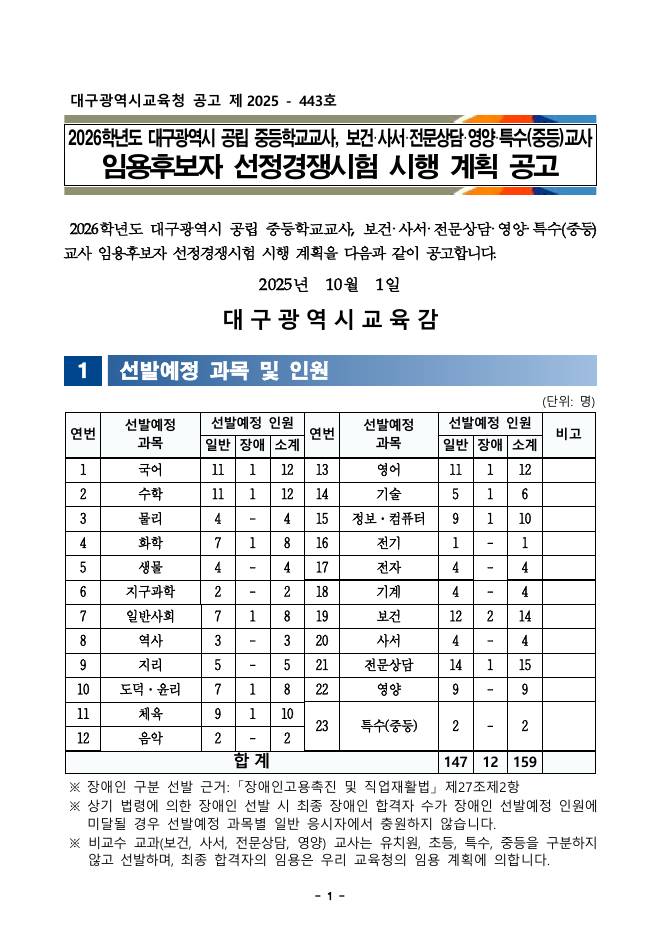 대구광역시교육청 공고 제 2025 - 443호
2026학년도 대구광역시 공립 중등학교교사, 보건·사서·전문상담·영양·특수(중등)교사
임용후보자 선정경쟁시험 시행 계획 공고
2026학년도 대구광역시 공립 중등학교교사, 보건·사서·전문상담·영양·특수(중등)
교사 임용후보자 선정경쟁시험 시행 계획을 다음과 같이 공고합니다.
2025년 10월 1일
대구광역시교육감
1 선발예정 과목 및 인원
(단위: 명)
연번 선발예정 과목 선발예정 인원 연번 선발예정 과목 선발예정 인원 비고
일반 장애 소계 일반 장애 소계
1 국어 11 1 12 13 영어 11 1 12
2 수학 11 1 12 14 기술 5 1 6
3 물리 4 - 4 15 정보·컴퓨터 9 1 10
4 화학 7 1 8 16 전기 1 - 1
5 생물 4 - 4 17 전자 4 - 4
6 지구과학 2 - 2 18 기계 4 - 4
7 일반사회 7 1 8 19 보건 12 2 14
8 역사 3 - 3 20 사서 4 - 4
9 지리 5 - 5 21 전문상담 14 1 15
10 도덕·윤리 7 1 8 22 영양 9 - 9
11 체육 9 1 10 23 특수(중등) 2 - 2
12 음악 2 - 2
합 계 147 12 159
※ 장애인 구분 선발 근거:「장애인고용촉진 및 직업재활법」제27조제2항
※ 상기 법령에 의한 장애인 선발 시 최종 장애인 합격자 수가 장애인 선발예정 인원에
미달될 경우 선발예정 과목별 일반 응시자에서 충원하지 않습니다.
※ 비교수 교과(보건, 사서, 전문상담, 영양) 교사는 유치원, 초등, 특수, 중등을 구분하지
않고 선발하며, 최종 합격자의 임용은 우리 교육청의 임용 계획에 의합니다.
- 1 -